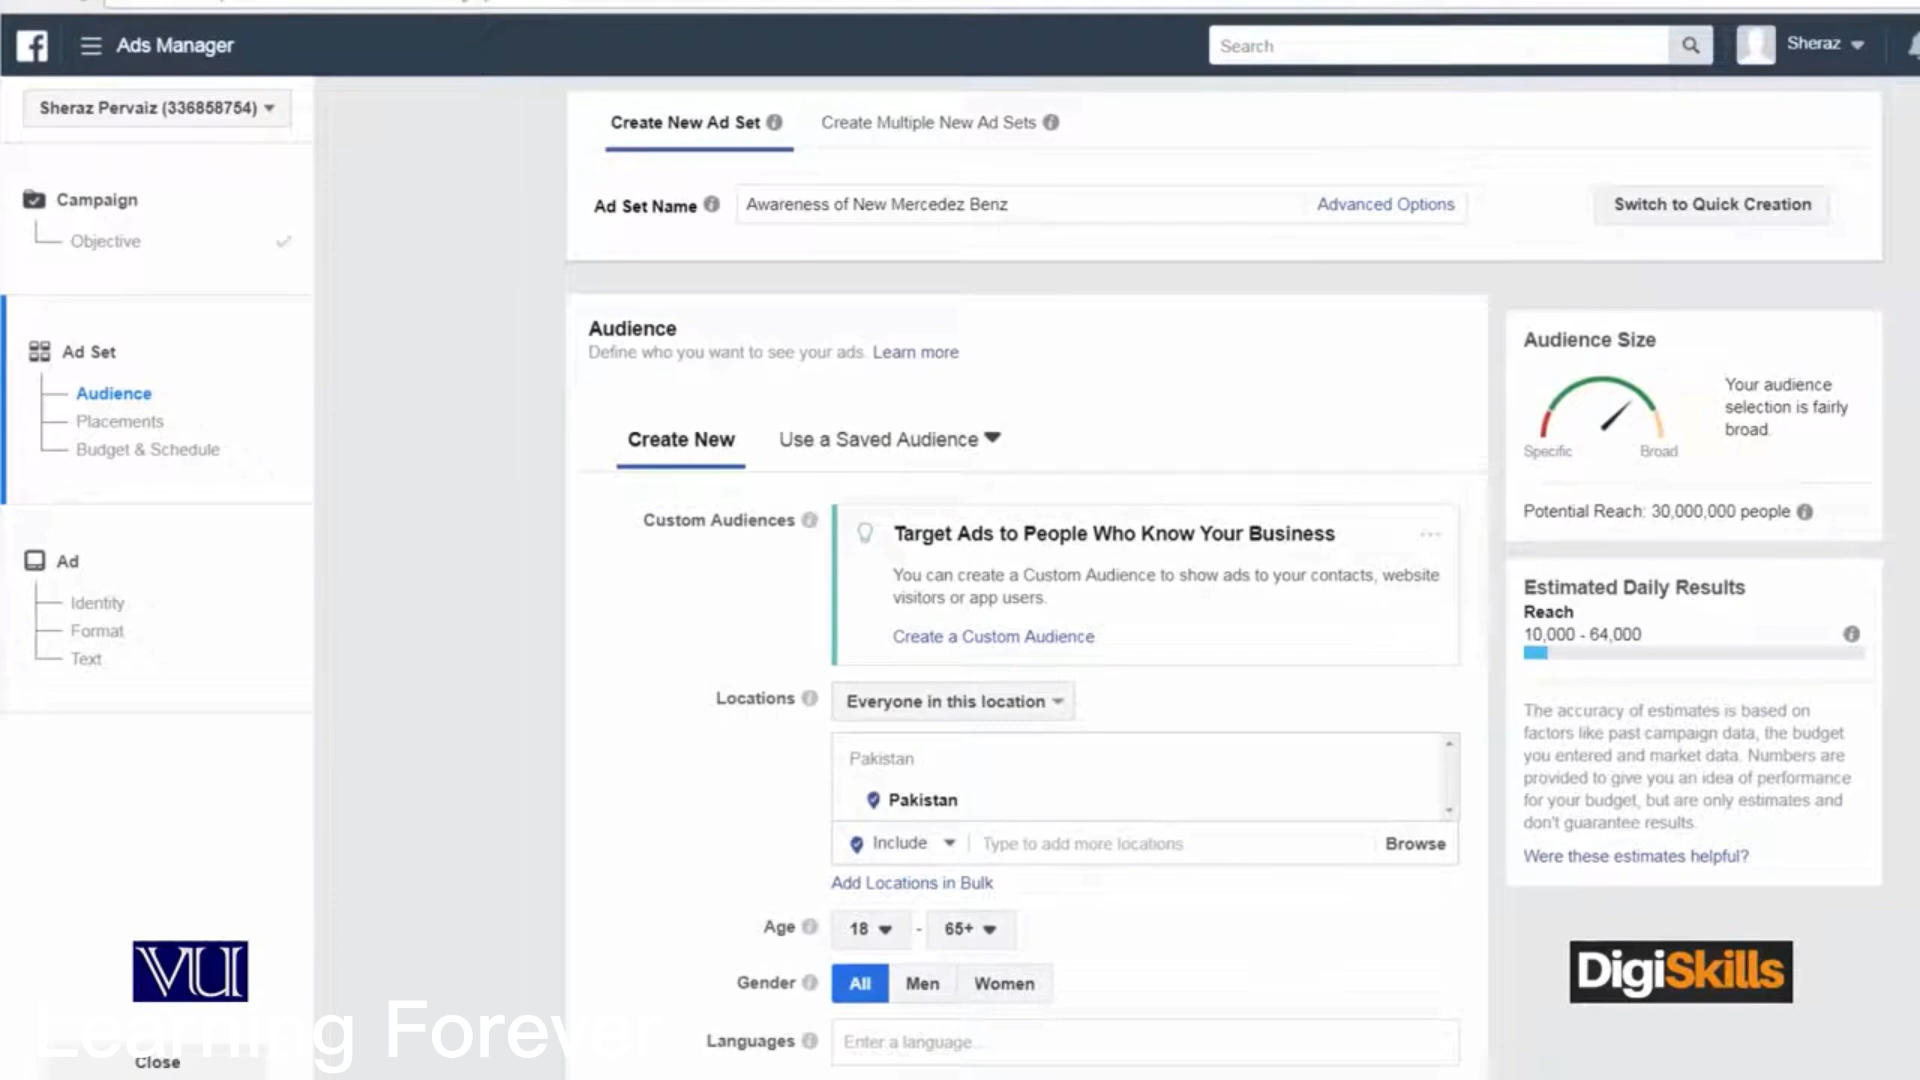 Ads Manager
Search
Sheraz
Sheraz Pervaiz (336858754)
Campaign
Objective
Ad Set
Audience
Placements
Budget & Schedule
Ad
Identity
Format
Text
Close
Create New Ad Set
Create Multiple New Ad Sets
Ad Set Name
Awareness of New Mercedez Benz
Advanced Options
Switch to Quick Creation
Audience
Define who you want to see your ads. Learn more
Create New
Use a Saved Audience
Custom Audiences
Target Ads to People Who Know Your Business
You can create a Custom Audience to show ads to your contacts, website
visitors or app users.
Create a Custom Audience
Locations
Everyone in this location
Pakistan
Pakistan
Include
Type to add more locations
Browse
Add Locations in Bulk
Age
18 - 65+
Gender
All
Men
Women
Languages
Enter a language...
Audience Size
Your audience
selection is fairly
broad.
Specific
Broad
Potential Reach: 30,000,000 people
Estimated Daily Results
Reach
10,000 - 64,000
The accuracy of estimates is based on
factors like past campaign data, the budget
you entered and market data. Numbers are
provided to give you an idea of performance
for your budget, but are only estimates and
don't guarantee results.
Were these estimates helpful?
VU
DigiSkills
Learning Forever